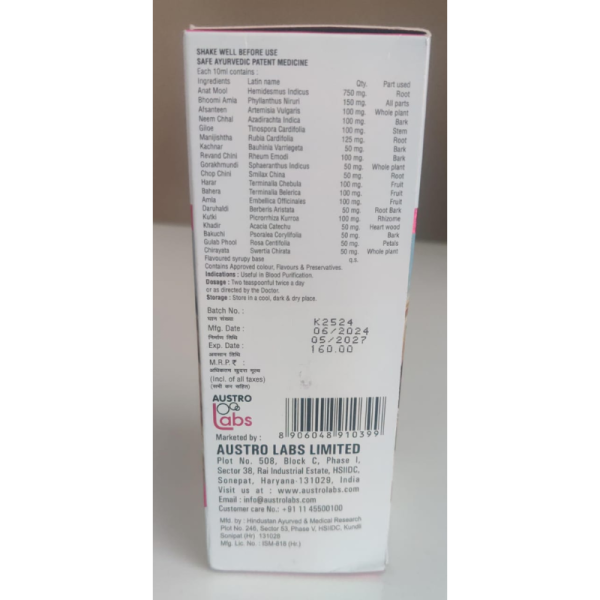 SHAKE WELL BEFORE USE
SAFE AYURVEDIC PATENT MEDICINE
Each 10ml contains :
Ingredients Latin name Qty. Part used
Anat Mool Hemidesmus Indicus 750 mg. Root
Bhoomi Amla Phyllanthus Niruri 150 mg. All parts
Afsanteen Artemisia Vulgaris 100 mg. Whole plant
Neem Chhal Azadirachta Indica 100 mg. Bark
Giloe Tinospora Cardifolia 100 mg. Stem
Manjishtha Rubia Cardifolia 125 mg. Root
Kachnar Bauhinia Varriegeta 50 mg. Bark
Revand Chini Rheum Emodi 100 mg. Bark
Gorakhmundi Sphaeranthus Indicus 50 mg. Whole plant
Chop Chini Smilax China 50 mg. Root
Harar Terminalia Chebula 100 mg. Fruit
Bahera Terminalia Belerica 100 mg. Fruit
Amla Embellica Officinales 100 mg. Fruit
Daruhaldi Berberis Aristata 50 mg. Root Bark
Kutki Picrorrhiza Kurroa 100 mg. Rhizome
Khadir Acacia Catechu 50 mg. Heart wood
Bakuchi Psoralea Corylifolia 50 mg. Bark
Gulab Phool Rosa Centifolia 50 mg. Petals
Chirayata Swertia Chirata 50 mg. Whole plant
Flavoured syrupy base q.s.
Contains Approved colour, Flavours & Preservatives.
Indications : Useful in Blood Purification.
Dosage : Two teaspoonful twice a day
or as directed by the Doctor.
Storage : Store in a cool, dark & dry place.
Batch No. : K2524
घान संख्या
Mfg. Date : 06/2024
निर्माण तिथि
Exp. Date : 05/2027
अवसान तिथि
M.R.P.₹ : 160.00
अधिकतम खुदरा मूल्य
(Incl. of all taxes)
(सभी कर सहित)
AUSTRO
Labs
8 906048 910399
Marketed by :
AUSTRO LABS LIMITED
Plot No. 508, Block C, Phase I,
Sector 38, Rai Industrial Estate, HSIIDC,
Sonepat, Haryana-131029, India
Visit us at : www.austrolabs.com
Email : info@austrolabs.com
Customer care No.: +91 11 45500100
Mfd. by : Hindustan Ayurved & Medical Research
Plot No. 246, Sector 53, Phase V, HSIIDC, Kundli
Sonipat (Hr) 131028
Mfg. Lic. No. : ISM-818 (Hr.)